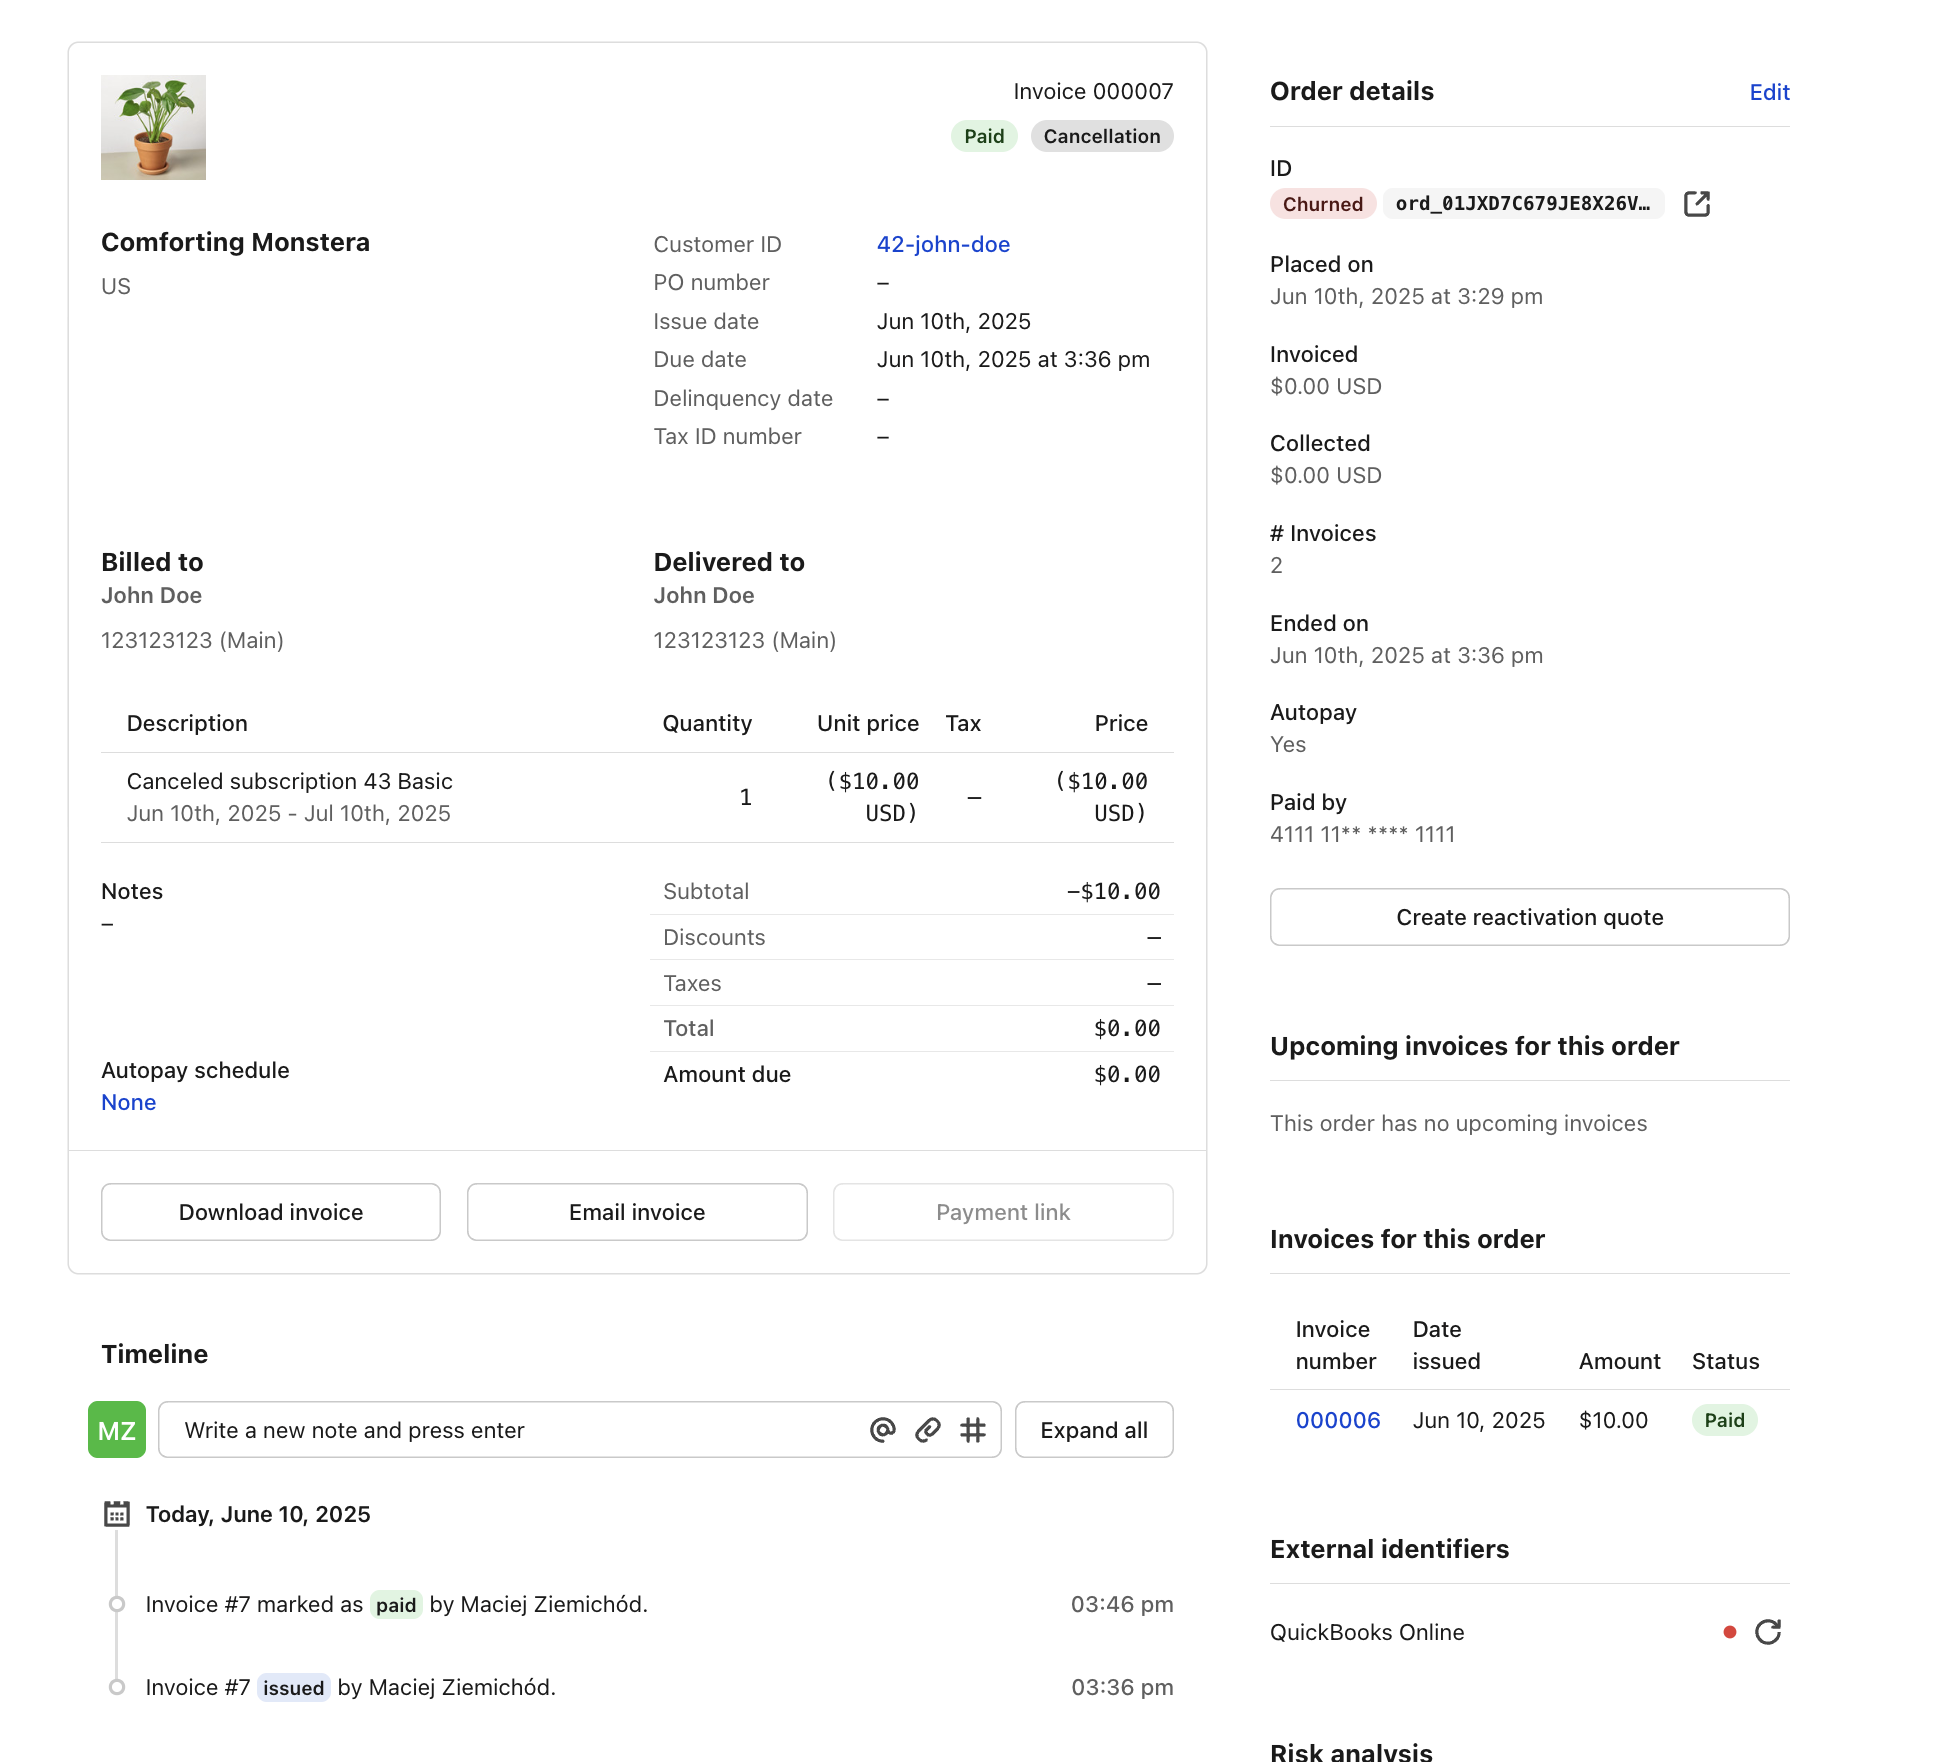 Invoice 000007
Paid Cancellation
Comforting Monstera
US
Customer ID 42-john-doe
PO number –
Issue date Jun 10th, 2025
Due date Jun 10th, 2025 at 3:36 pm
Delinquency date –
Tax ID number –
Billed to
John Doe
123123123 (Main)
Delivered to
John Doe
123123123 (Main)
Description Quantity Unit price Tax Price
Canceled subscription 43 Basic
Jun 10th, 2025 - Jul 10th, 2025
1 ($10.00 USD) – ($10.00 USD)
Notes
–
Subtotal –$10.00
Discounts –
Taxes –
Total $0.00
Amount due $0.00
Autopay schedule
None
Download invoice Email invoice Payment link
Timeline
MZ Write a new note and press enter Expand all
Today, June 10, 2025
Invoice #7 marked as paid by Maciej Ziemichód. 03:46 pm
Invoice #7 issued by Maciej Ziemichód. 03:36 pm
Order details Edit
ID
Churned ord_01JXD7C679JE8X26V…
Placed on
Jun 10th, 2025 at 3:29 pm
Invoiced
$0.00 USD
Collected
$0.00 USD
# Invoices
2
Ended on
Jun 10th, 2025 at 3:36 pm
Autopay
Yes
Paid by
4111 11** **** 1111
Create reactivation quote
Upcoming invoices for this order
This order has no upcoming invoices
Invoices for this order
Invoice number Date issued Amount Status
000006 Jun 10, 2025 $10.00 Paid
External identifiers
QuickBooks Online
Risk analysis